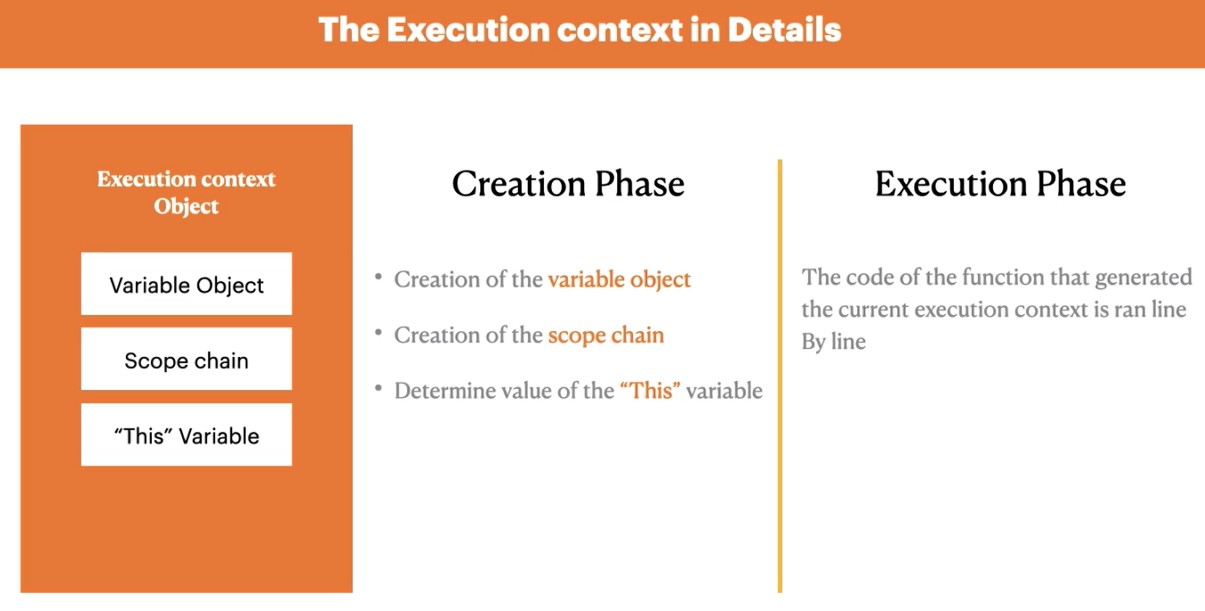 The Execution context in Details
Execution context
Object
Variable Object
Scope chain
“This” Variable
Creation Phase
• Creation of the variable object
• Creation of the scope chain
• Determine value of the “This” variable
Execution Phase
The code of the function that generated
the current execution context is ran line
By line